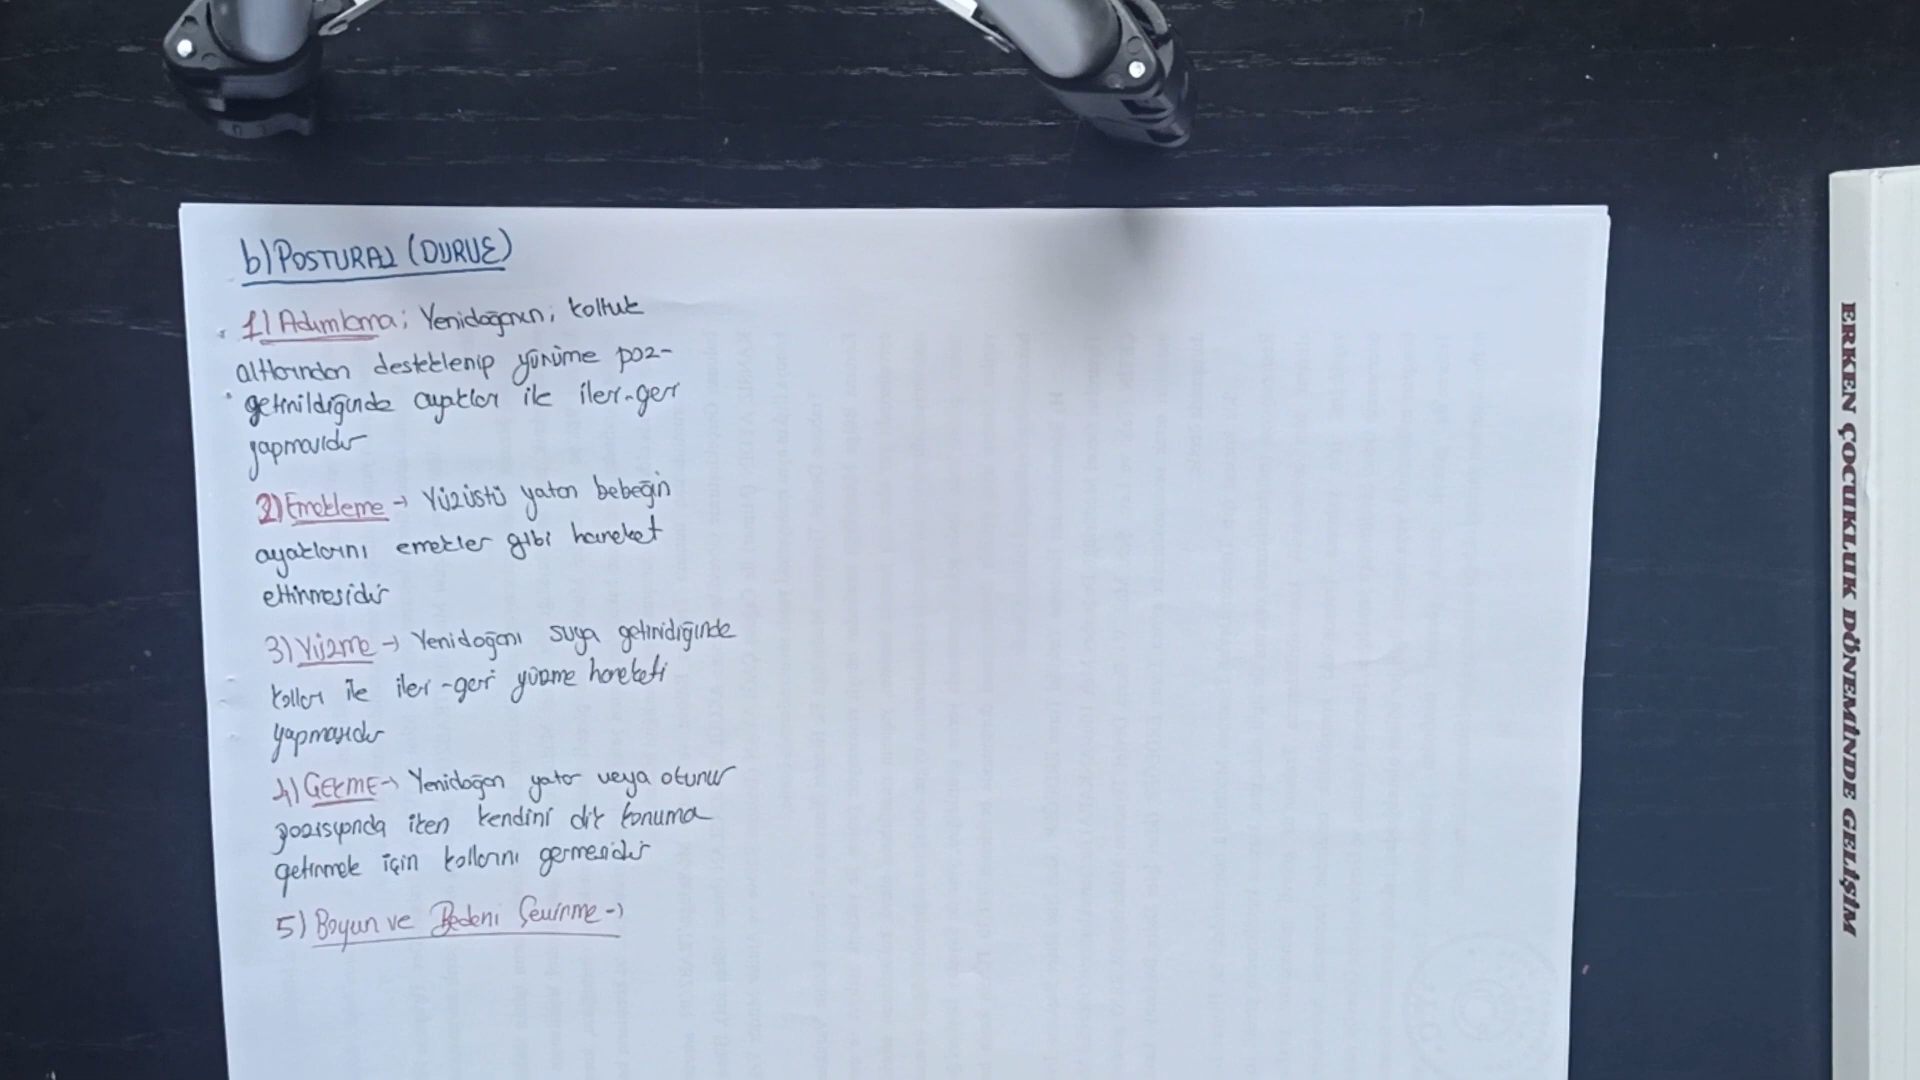 b) POSTURAL (DURUŞ)
1) Adımlama; Yenidoğanın; koltuk
altlarından desteklenip yürüme poz-
getirildiğinde ayaklar ile ileri-geri
yapmasıdır
2) Emekleme → Yüzüstü yatan bebeğin
ayaklarını emekler gibi hareket
ettirmesidir
3) Yüzme → Yenidoğanı suya getirildiğinde
kolları ile ileri-geri yüzme hareketi
yapmasıdır
4) GERME → Yenidoğan yatar veya oturur
pozisyonda iken kendini dik konuma
getirmek için kollarını germesidir
5) Boyun ve Bedeni Çevirme →
ERKEN ÇOCUKLUK DÖNEMİNDE GELİŞİM